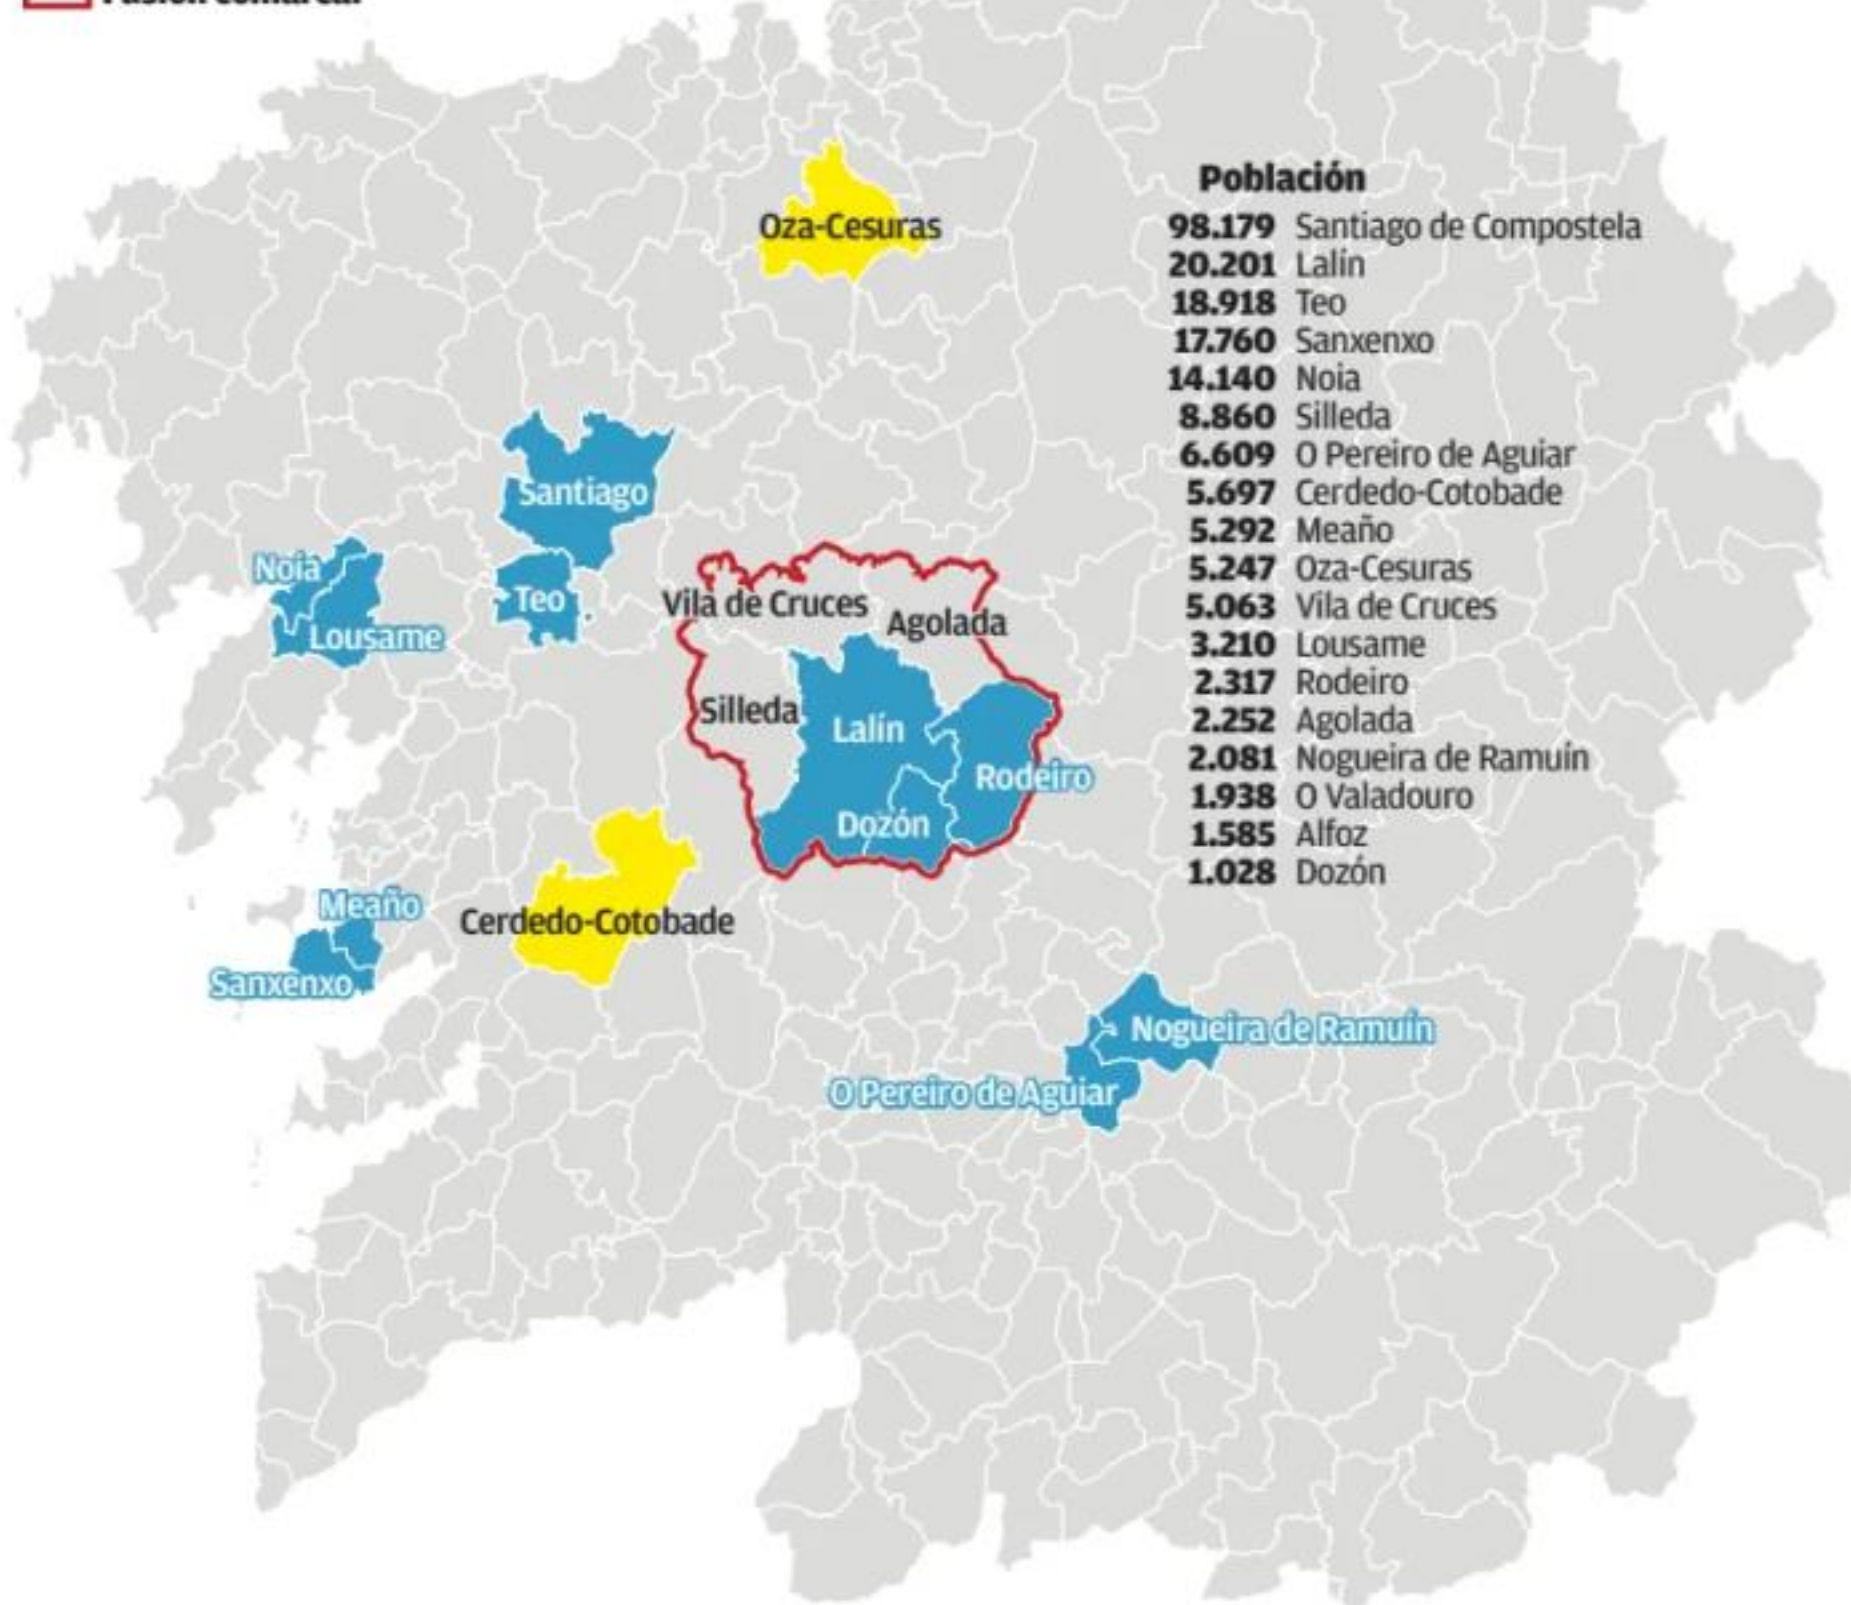 Fusión comarcal
Población
98.179 Santiago de Compostela
20.201 Lalín
18.918 Teo
17.760 Sanxenxo
14.140 Noia
8.860 Silleda
6.609 O Pereiro de Aguiar
5.697 Cerdedo-Cotobade
5.292 Meaño
5.247 Oza-Cesuras
5.063 Vila de Cruces
3.210 Lousame
2.317 Rodeiro
2.252 Agolada
2.081 Nogueira de Ramuín
1.938 O Valadouro
1.585 Alfoz
1.028 Dozón
Oza-Cesuras
Santiago
Noia
Teo
Lousame
Vila de Cruces
Agolada
Silleda
Lalín
Rodeiro
Dozón
Meaño
Cerdedo-Cotobade
Sanxenxo
Nogueira de Ramuín
O Pereiro de Aguiar